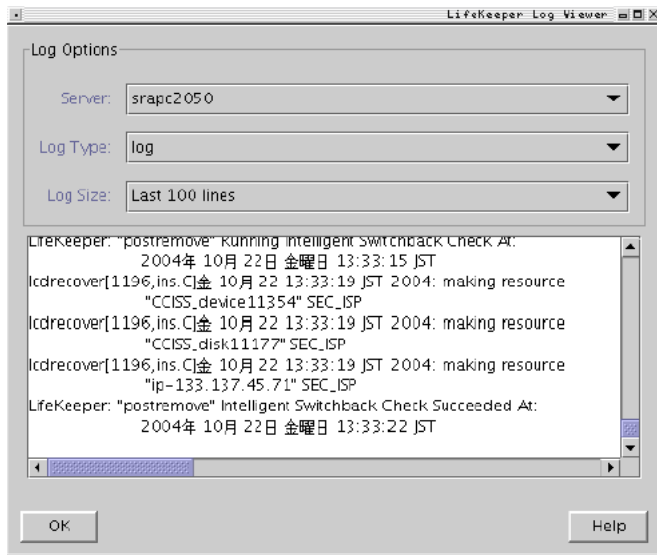 LifeKeeper Log Viewer
Log Options
Server: srapc2050
Log Type: log
Log Size: Last 100 lines
LifeKeeper: "postremove" Running Intelligent Switchback Check At:
2004年 10月 22日 金曜日 13:33:15 JST
lcdrecover[1196,ins.C]金 10月 22 13:33:19 JST 2004: making resource
"CCISS_device11354" SEC_ISP
lcdrecover[1196,ins.C]金 10月 22 13:33:19 JST 2004: making resource
"CCISS_disk11177" SEC_ISP
lcdrecover[1196,ins.C]金 10月 22 13:33:19 JST 2004: making resource
"ip-133.137.45.71" SEC_ISP
LifeKeeper: "postremove" Intelligent Switchback Check Succeeded At:
2004年 10月 22日 金曜日 13:33:22 JST
OK
Help